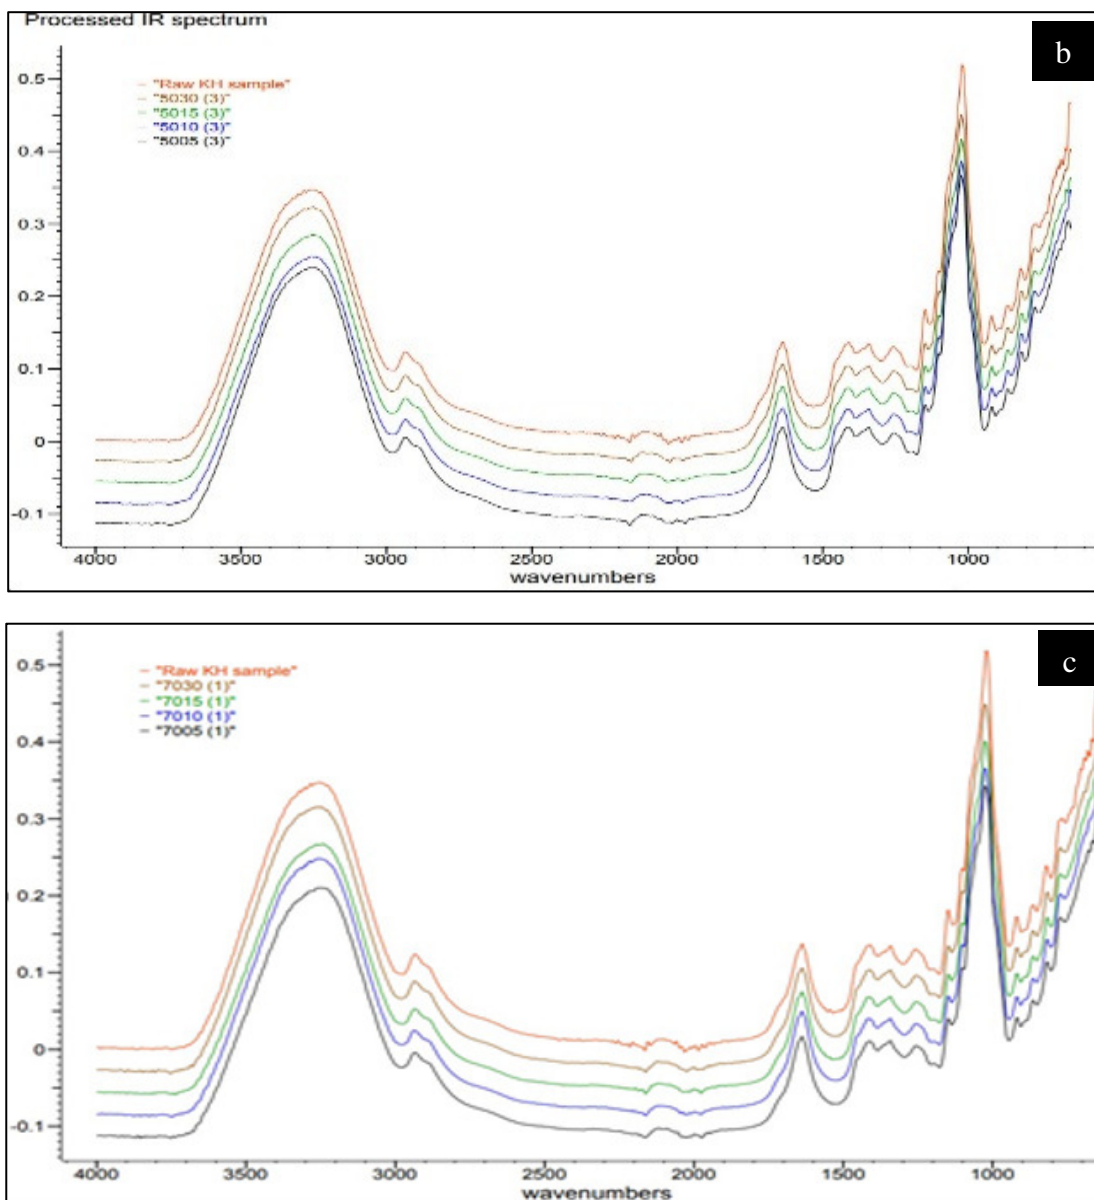 Processed IR spectrum
b
0.5
0.4
0.3
0.2
0.1
0
-0.1
– "Raw KH sample"
– "5030 (3)"
– "5015 (3)"
– "5010 (3)"
– "5005 (3)"
4000 3500 3000 2500 2000 1500 1000
wavenumbers
c
0.5
0.4
0.3
0.2
0.1
0
-0.1
– "Raw KH sample"
– "7030 (1)"
– "7015 (1)"
– "7010 (1)"
– "7005 (1)"
4000 3500 3000 2500 2000 1500 1000
wavenumbers